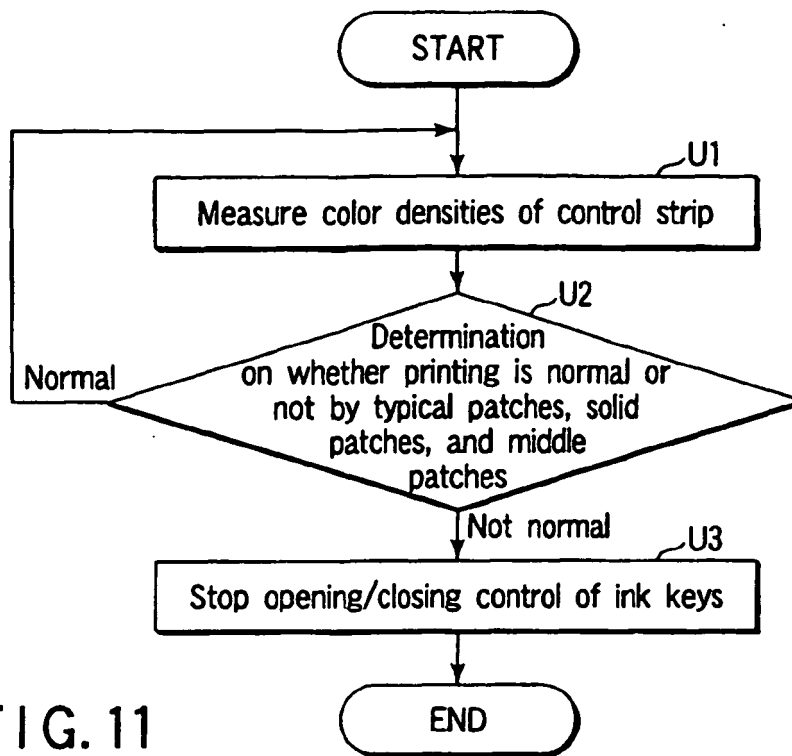 START
U1
Measure color densities of control strip
U2
Determination
on whether printing is normal or
not by typical patches, solid
patches, and middle
patches
Normal
Not normal
U3
Stop opening/closing control of ink keys
END
FIG. 11